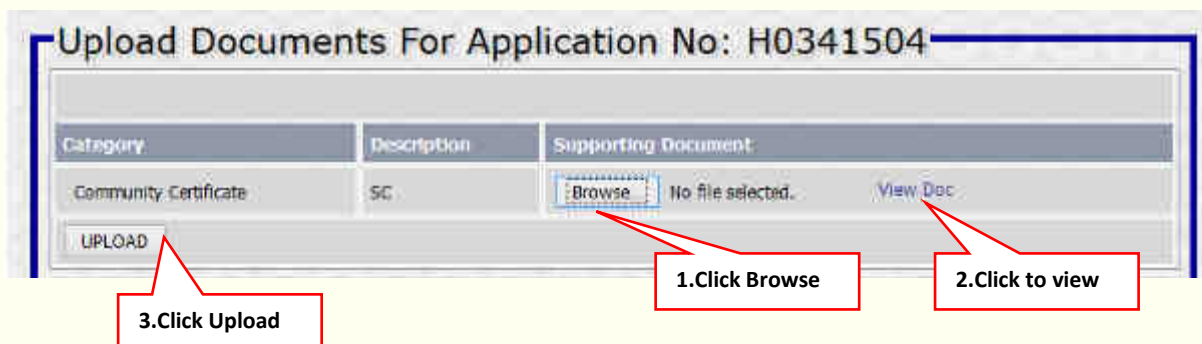 Upload Documents For Application No: H0341504
Category Description Supporting Document
Community Certificate SC Browse No file selected. View Doc
UPLOAD
1.Click Browse
2.Click to view
3.Click Upload